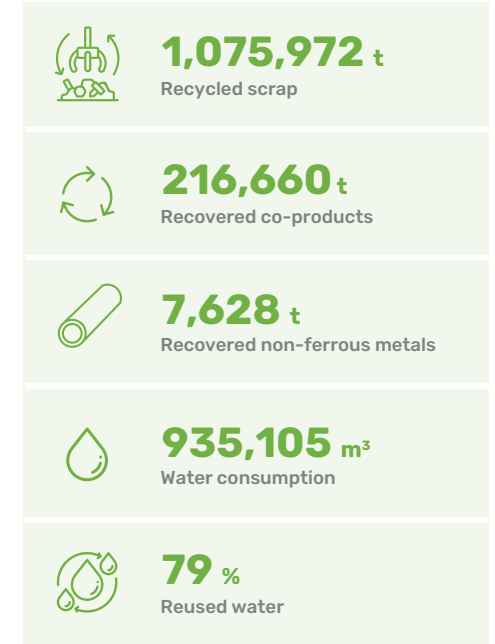 1,075,972 t
Recycled scrap
216,660 t
Recovered co-products
7,628 t
Recovered non-ferrous metals
935,105 m³
Water consumption
79 %
Reused water